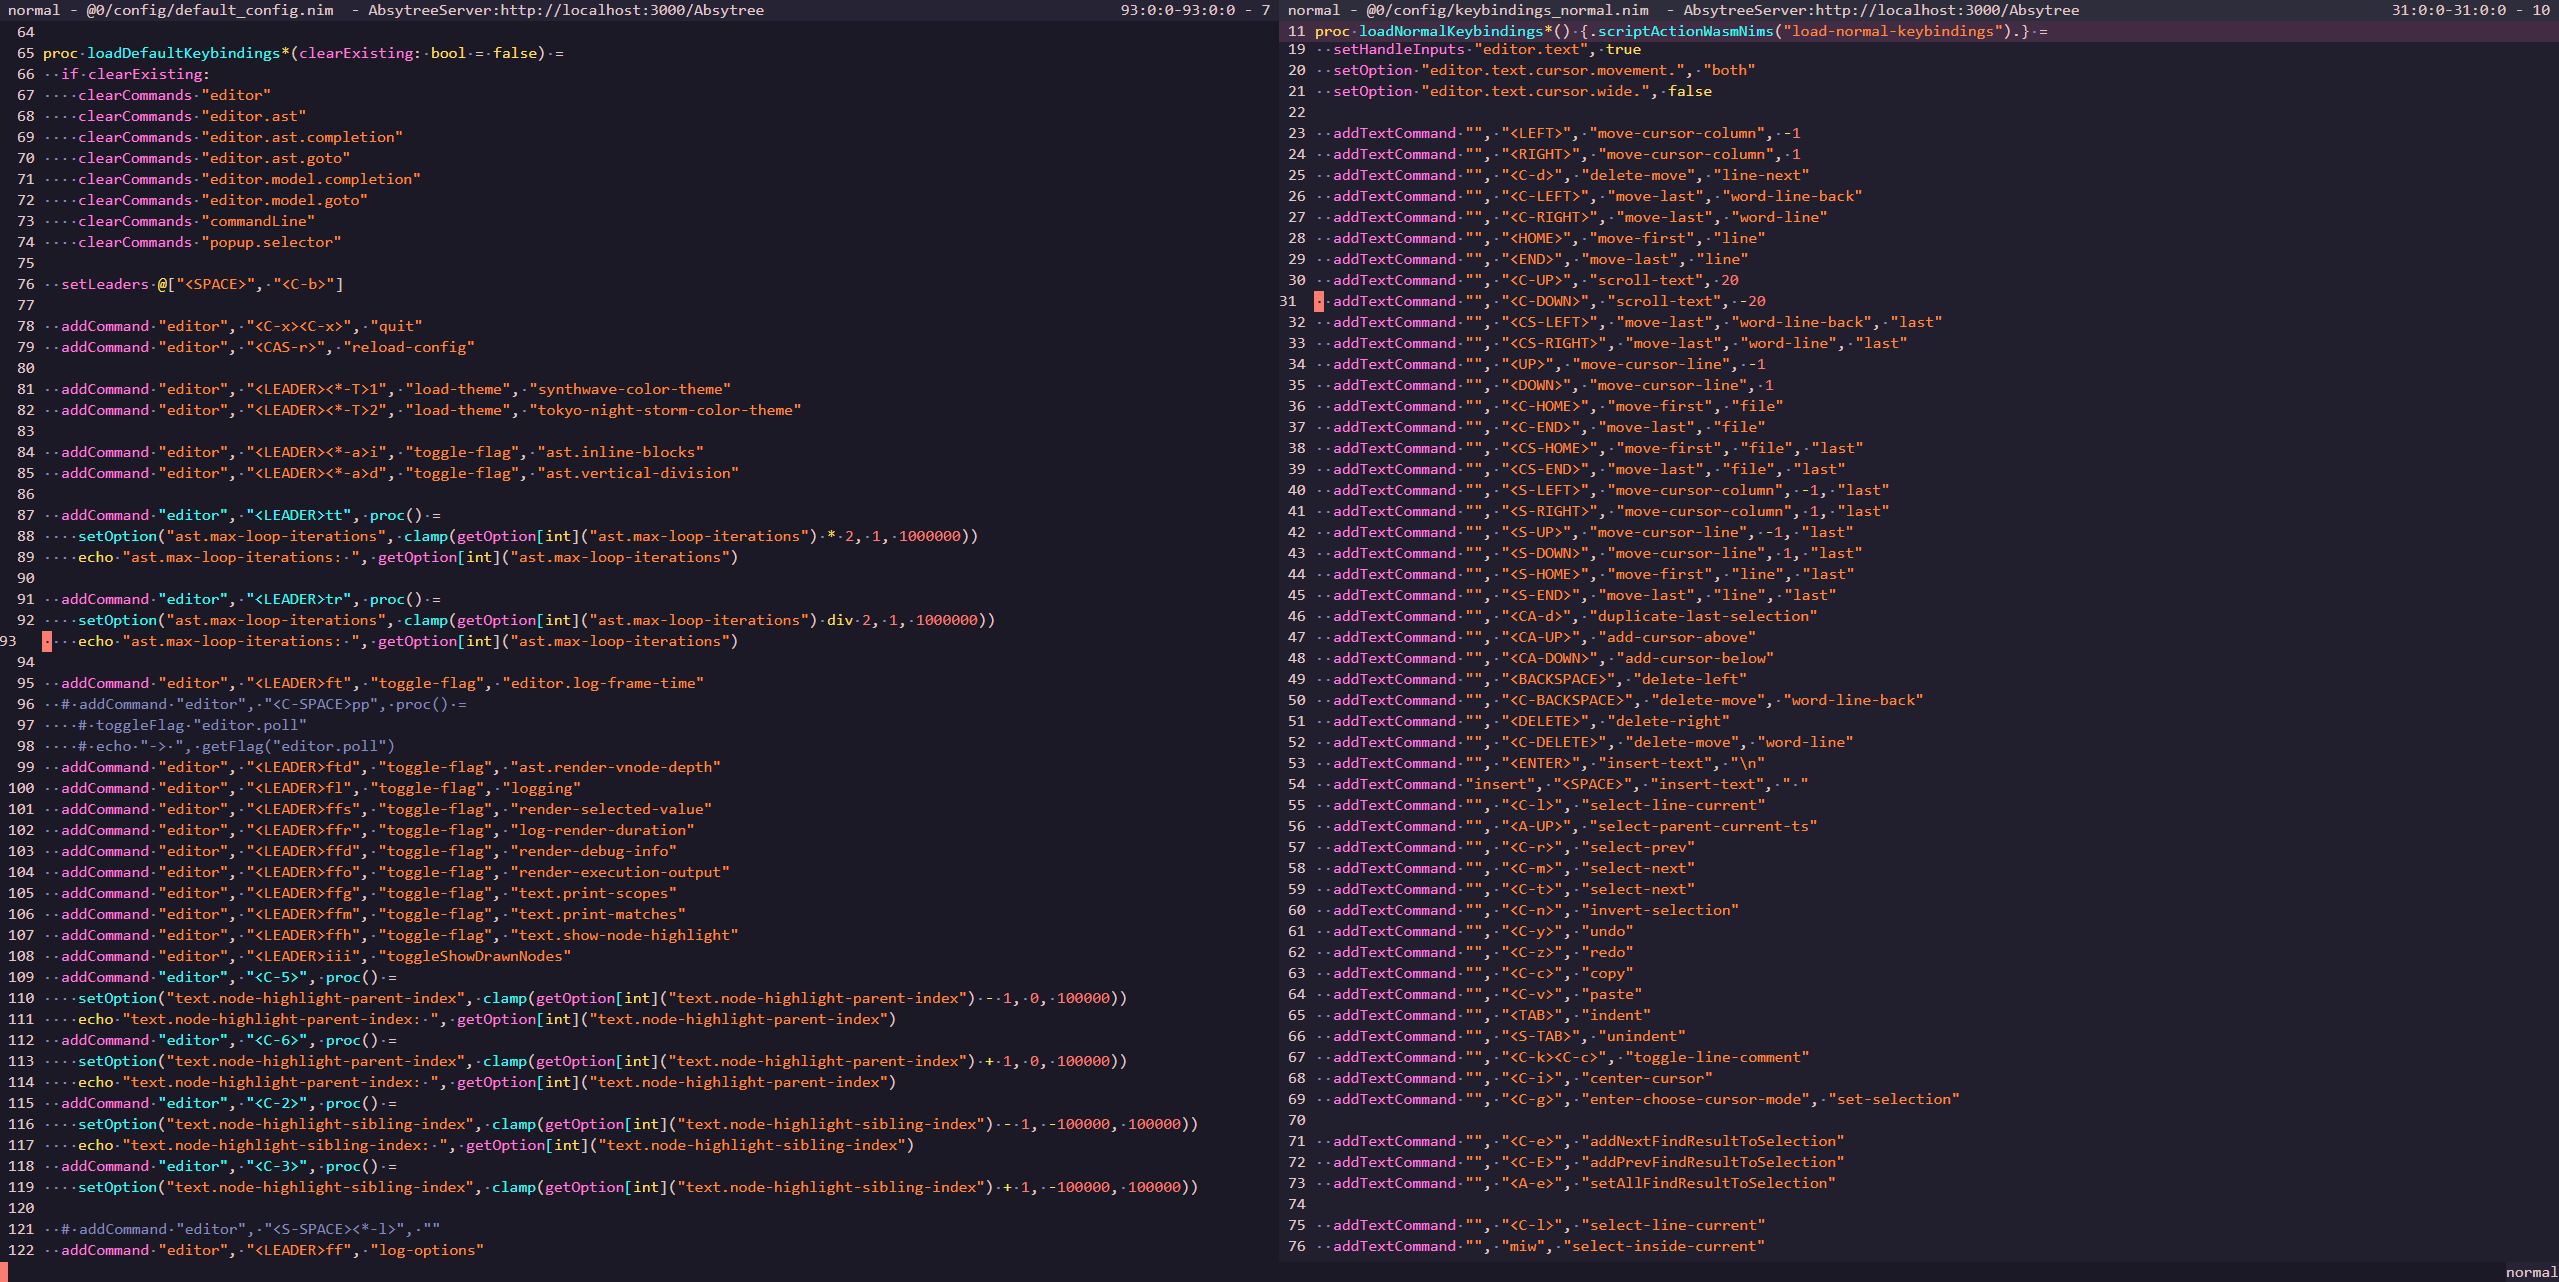 normal - @0/config/default_config.nim  - AbsytreeServer:http://localhost:3000/Absytree 93:0:0-93:0:0 - 7
64
65 proc loadDefaultKeybindings*(clearExisting:·bool·=·false)·=
66 ··if·clearExisting:
67 ····clearCommands·"editor"
68 ····clearCommands·"editor.ast"
69 ····clearCommands·"editor.ast.completion"
70 ····clearCommands·"editor.ast.goto"
71 ····clearCommands·"editor.model.completion"
72 ····clearCommands·"editor.model.goto"
73 ····clearCommands·"commandLine"
74 ····clearCommands·"popup.selector"
75
76 ··setLeaders·@["<SPACE>",·"<C-b>"]
77
78 ··addCommand·"editor",·"<C-x><C-x>",·"quit"
79 ··addCommand·"editor",·"<CAS-r>",·"reload-config"
80
81 ··addCommand·"editor",·"<LEADER><*-T>1",·"load-theme",·"synthwave-color-theme"
82 ··addCommand·"editor",·"<LEADER><*-T>2",·"load-theme",·"tokyo-night-storm-color-theme"
83
84 ··addCommand·"editor",·"<LEADER><*-a>i",·"toggle-flag",·"ast.inline-blocks"
85 ··addCommand·"editor",·"<LEADER><*-a>d",·"toggle-flag",·"ast.vertical-division"
86
87 ··addCommand·"editor",·"<LEADER>tt",·proc()·=
88 ····setOption("ast.max-loop-iterations",·clamp(getOption[int]("ast.max-loop-iterations")·*·2,·1,·1000000))
89 ····echo·"ast.max-loop-iterations:·",·getOption[int]("ast.max-loop-iterations")
90
91 ··addCommand·"editor",·"<LEADER>tr",·proc()·=
92 ····setOption("ast.max-loop-iterations",·clamp(getOption[int]("ast.max-loop-iterations")·div·2,·1,·1000000))
93 ····echo·"ast.max-loop-iterations:·",·getOption[int]("ast.max-loop-iterations")
94
95 ··addCommand·"editor",·"<LEADER>ft",·"toggle-flag",·"editor.log-frame-time"
96 ··#·addCommand·"editor",·"<C-SPACE>pp",·proc()·=
97 ····#·toggleFlag·"editor.poll"
98 ····#·echo·"->·",·getFlag("editor.poll")
99 ··addCommand·"editor",·"<LEADER>ftd",·"toggle-flag",·"ast.render-vnode-depth"
100 ··addCommand·"editor",·"<LEADER>fl",·"toggle-flag",·"logging"
101 ··addCommand·"editor",·"<LEADER>ffs",·"toggle-flag",·"render-selected-value"
102 ··addCommand·"editor",·"<LEADER>ffr",·"toggle-flag",·"log-render-duration"
103 ··addCommand·"editor",·"<LEADER>ffd",·"toggle-flag",·"render-debug-info"
104 ··addCommand·"editor",·"<LEADER>ffo",·"toggle-flag",·"render-execution-output"
105 ··addCommand·"editor",·"<LEADER>ffg",·"toggle-flag",·"text.print-scopes"
106 ··addCommand·"editor",·"<LEADER>ffm",·"toggle-flag",·"text.print-matches"
107 ··addCommand·"editor",·"<LEADER>ffh",·"toggle-flag",·"text.show-node-highlight"
108 ··addCommand·"editor",·"<LEADER>iii",·"toggleShowDrawnNodes"
109 ··addCommand·"editor",·"<C-5>",·proc()·=
110 ····setOption("text.node-highlight-parent-index",·clamp(getOption[int]("text.node-highlight-parent-index")·-·1,·0,·100000))
111 ····echo·"text.node-highlight-parent-index:·",·getOption[int]("text.node-highlight-parent-index")
112 ··addCommand·"editor",·"<C-6>",·proc()·=
113 ····setOption("text.node-highlight-parent-index",·clamp(getOption[int]("text.node-highlight-parent-index")·+·1,·0,·100000))
114 ····echo·"text.node-highlight-parent-index:·",·getOption[int]("text.node-highlight-parent-index")
115 ··addCommand·"editor",·"<C-2>",·proc()·=
116 ····setOption("text.node-highlight-sibling-index",·clamp(getOption[int]("text.node-highlight-sibling-index")·-·1,·-100000,·100000))
117 ····echo·"text.node-highlight-sibling-index:·",·getOption[int]("text.node-highlight-sibling-index")
118 ··addCommand·"editor",·"<C-3>",·proc()·=
119 ····setOption("text.node-highlight-sibling-index",·clamp(getOption[int]("text.node-highlight-sibling-index")·+·1,·-100000,·100000))
120
121 ··#·addCommand·"editor",·"<S-SPACE><*-l>",·""
122 ··addCommand·"editor",·"<LEADER>ff",·"log-options"
normal - @0/config/keybindings_normal.nim  - AbsytreeServer:http://localhost:3000/Absytree 31:0:0-31:0:0 - 10
11 proc·loadNormalKeybindings*()·{.scriptActionWasmNims("load-normal-keybindings").}·=
19 ··setHandleInputs·"editor.text",·true
20 ··setOption·"editor.text.cursor.movement.",·"both"
21 ··setOption·"editor.text.cursor.wide.",·false
22
23 ··addTextCommand·"",·"<LEFT>",·"move-cursor-column",·-1
24 ··addTextCommand·"",·"<RIGHT>",·"move-cursor-column",·1
25 ··addTextCommand·"",·"<C-d>",·"delete-move",·"line-next"
26 ··addTextCommand·"",·"<C-LEFT>",·"move-last",·"word-line-back"
27 ··addTextCommand·"",·"<C-RIGHT>",·"move-last",·"word-line"
28 ··addTextCommand·"",·"<HOME>",·"move-first",·"line"
29 ··addTextCommand·"",·"<END>",·"move-last",·"line"
30 ··addTextCommand·"",·"<C-UP>",·"scroll-text",·20
31 ··addTextCommand·"",·"<C-DOWN>",·"scroll-text",·-20
32 ··addTextCommand·"",·"<CS-LEFT>",·"move-last",·"word-line-back",·"last"
33 ··addTextCommand·"",·"<CS-RIGHT>",·"move-last",·"word-line",·"last"
34 ··addTextCommand·"",·"<UP>",·"move-cursor-line",·-1
35 ··addTextCommand·"",·"<DOWN>",·"move-cursor-line",·1
36 ··addTextCommand·"",·"<C-HOME>",·"move-first",·"file"
37 ··addTextCommand·"",·"<C-END>",·"move-last",·"file"
38 ··addTextCommand·"",·"<CS-HOME>",·"move-first",·"file",·"last"
39 ··addTextCommand·"",·"<CS-END>",·"move-last",·"file",·"last"
40 ··addTextCommand·"",·"<S-LEFT>",·"move-cursor-column",·-1,·"last"
41 ··addTextCommand·"",·"<S-RIGHT>",·"move-cursor-column",·1,·"last"
42 ··addTextCommand·"",·"<S-UP>",·"move-cursor-line",·-1,·"last"
43 ··addTextCommand·"",·"<S-DOWN>",·"move-cursor-line",·1,·"last"
44 ··addTextCommand·"",·"<S-HOME>",·"move-first",·"line",·"last"
45 ··addTextCommand·"",·"<S-END>",·"move-last",·"line",·"last"
46 ··addTextCommand·"",·"<CA-d>",·"duplicate-last-selection"
47 ··addTextCommand·"",·"<CA-UP>",·"add-cursor-above"
48 ··addTextCommand·"",·"<CA-DOWN>",·"add-cursor-below"
49 ··addTextCommand·"",·"<BACKSPACE>",·"delete-left"
50 ··addTextCommand·"",·"<C-BACKSPACE>",·"delete-move",·"word-line-back"
51 ··addTextCommand·"",·"<DELETE>",·"delete-right"
52 ··addTextCommand·"",·"<C-DELETE>",·"delete-move",·"word-line"
53 ··addTextCommand·"",·"<ENTER>",·"insert-text",·"\n"
54 ··addTextCommand·"insert",·"<SPACE>",·"insert-text",·"·"
55 ··addTextCommand·"",·"<C-l>",·"select-line-current"
56 ··addTextCommand·"",·"<A-UP>",·"select-parent-current-ts"
57 ··addTextCommand·"",·"<C-r>",·"select-prev"
58 ··addTextCommand·"",·"<C-m>",·"select-next"
59 ··addTextCommand·"",·"<C-t>",·"select-next"
60 ··addTextCommand·"",·"<C-n>",·"invert-selection"
61 ··addTextCommand·"",·"<C-y>",·"undo"
62 ··addTextCommand·"",·"<C-z>",·"redo"
63 ··addTextCommand·"",·"<C-c>",·"copy"
64 ··addTextCommand·"",·"<C-v>",·"paste"
65 ··addTextCommand·"",·"<TAB>",·"indent"
66 ··addTextCommand·"",·"<S-TAB>",·"unindent"
67 ··addTextCommand·"",·"<C-k><C-c>",·"toggle-line-comment"
68 ··addTextCommand·"",·"<C-i>",·"center-cursor"
69 ··addTextCommand·"",·"<C-g>",·"enter-choose-cursor-mode",·"set-selection"
70
71 ··addTextCommand·"",·"<C-e>",·"addNextFindResultToSelection"
72 ··addTextCommand·"",·"<C-E>",·"addPrevFindResultToSelection"
73 ··addTextCommand·"",·"<A-e>",·"setAllFindResultToSelection"
74
75 ··addTextCommand·"",·"<C-l>",·"select-line-current"
76 ··addTextCommand·"",·"miw",·"select-inside-current"
normal